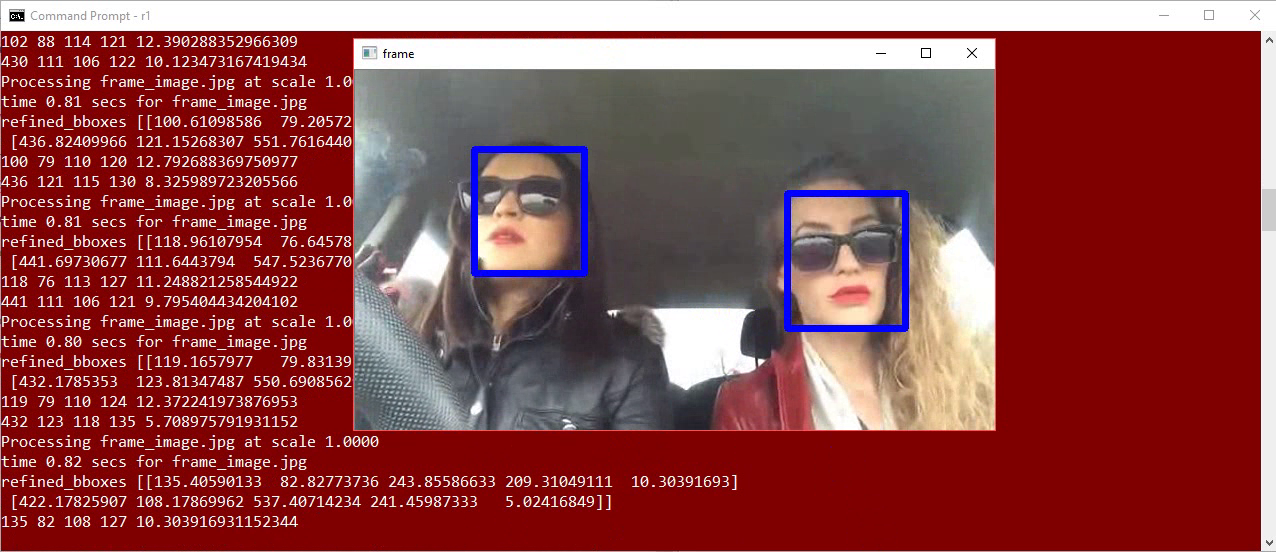 Command Prompt - r1
102 88 114 121 12.390288352966309
430 111 106 122 10.123473167419434
Processing frame_image.jpg at scale 1.0
time 0.81 secs for frame_image.jpg
refined_bboxes [[100.61098586  79.20572
 [436.82409966 121.15268307 551.7616440
100 79 110 120 12.792688369750977
436 121 115 130 8.325989723205566
Processing frame_image.jpg at scale 1.0
time 0.81 secs for frame_image.jpg
refined_bboxes [[118.96107954  76.64578
 [441.69730677 111.6443794  547.5236770
118 76 113 127 11.248821258544922
441 111 106 121 9.795404434204102
Processing frame_image.jpg at scale 1.0
time 0.80 secs for frame_image.jpg
refined_bboxes [[119.1657977   79.83139
 [432.1785353  123.81347487 550.6908562
119 79 110 124 12.372241973876953
432 123 118 135 5.708975791931152
Processing frame_image.jpg at scale 1.0000
time 0.82 secs for frame_image.jpg
refined_bboxes [[135.40590133  82.82773736 243.85586633 209.31049111  10.30391693]
 [422.17825907 108.17869962 537.40714234 241.45987333   5.02416849]]
135 82 108 127 10.303916931152344
frame